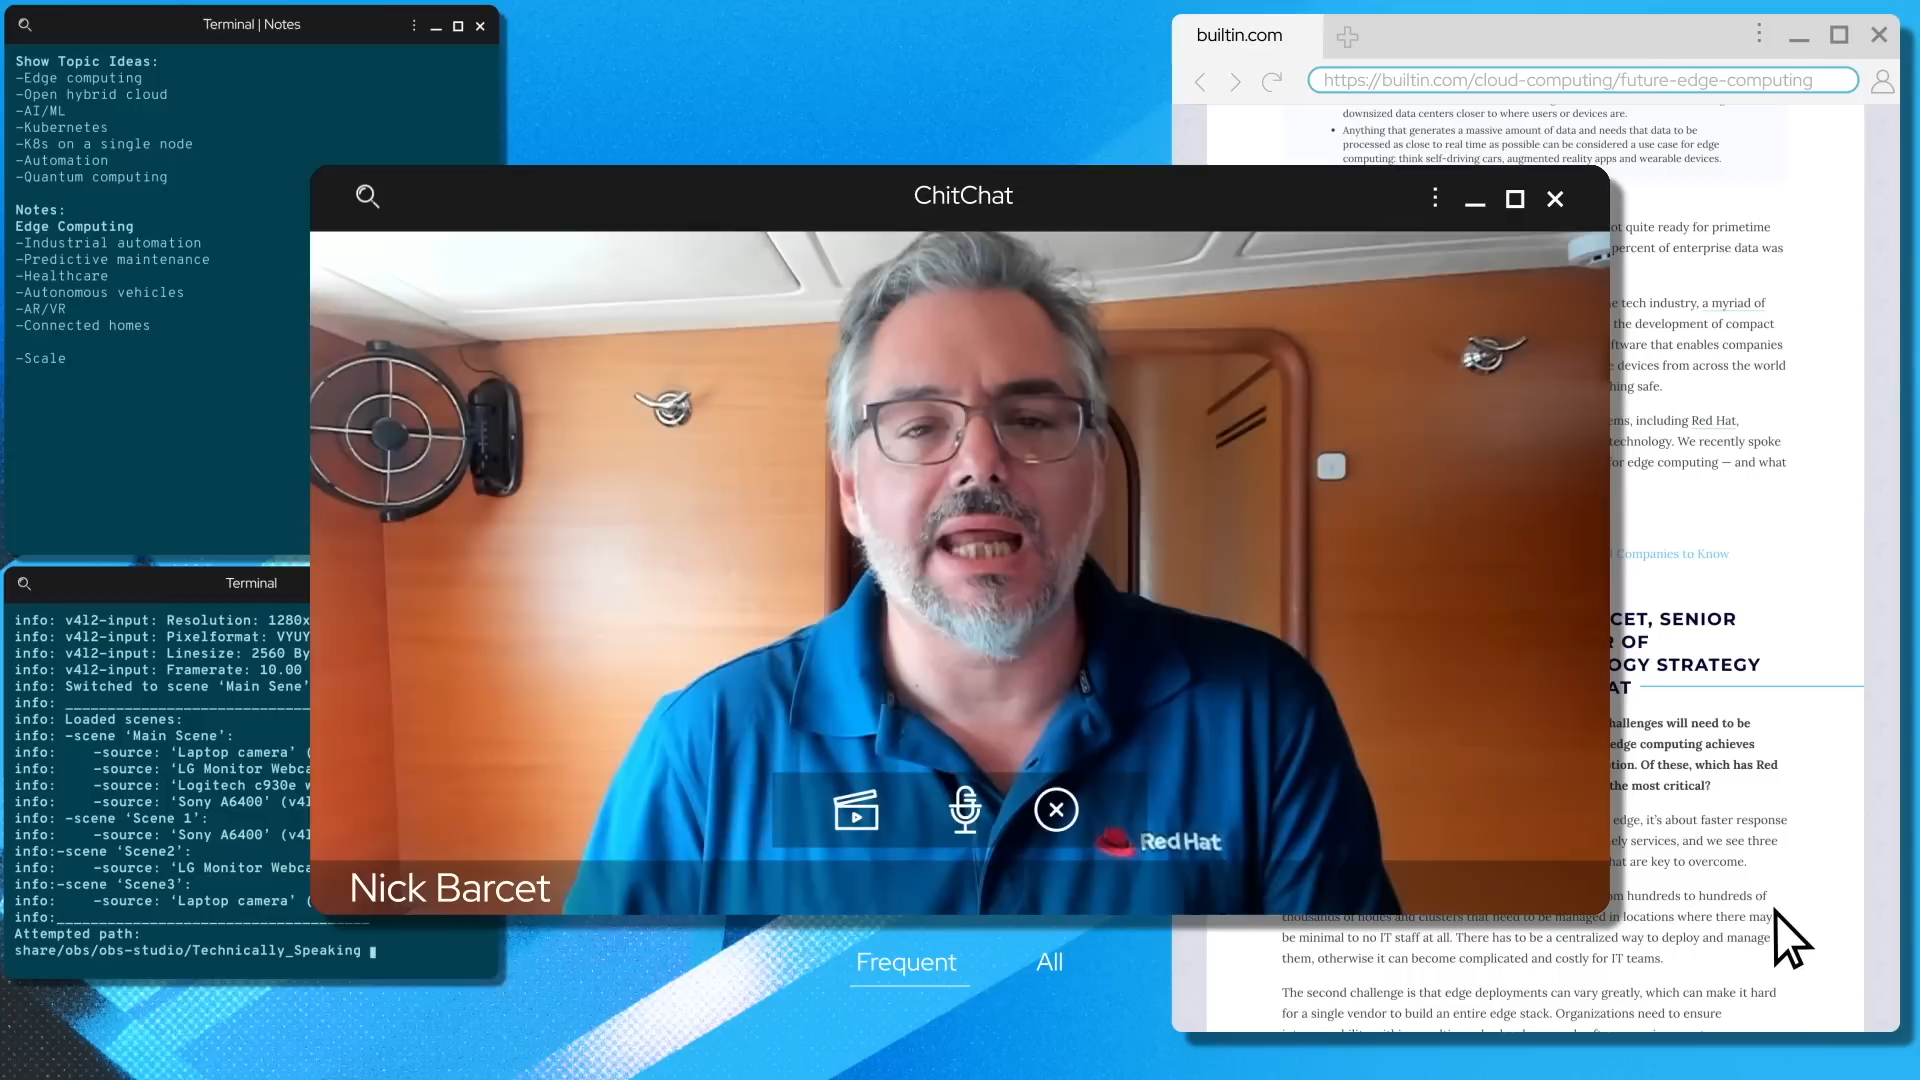 Terminal | Notes
Show Topic Ideas:
-Edge computing
-Open hybrid cloud
-AI/ML
-Kubernetes
-K8s on a single node
-Automation
-Quantum computing
Notes:
Edge Computing
-Industrial automation
-Predictive maintenance
-Healthcare
-Autonomous vehicles
-AR/VR
-Connected homes
-Scale
Terminal
info: v4l2-input: Resolution: 1280x
info: v4l2-input: Pixelformat: VYUY
info: v4l2-input: Linesize: 2560 By
info: v4l2-input: Framerate: 10.00
info: Switched to scene ‘Main Sene’
info: ____________________________
info: Loaded scenes:
info: -scene ‘Main Scene’:
info: -source: ‘Laptop camera’ (
info: -source: ‘LG Monitor Webca
info: -source: ‘Logitech c930e w
info: -source: ‘Sony A6400’ (v4l
info: -scene ‘Scene 1’:
info: -source: ‘Sony A6400’ (v4l
info:-scene ‘Scene2’:
info: -source: ‘LG Monitor Webca
info:-scene ‘Scene3’:
info: -source: ‘Laptop camera’ (
info:____________________________
Attempted path:
share/obs/obs-studio/Technically_Speaking
ChitChat
Red Hat
Nick Barcet
Frequent All
builtin.com
https://builtin.com/cloud-computing/future-edge-computing
downsized data centers closer to where users or devices are.
• Anything that generates a massive amount of data and needs that data to be
processed as close to real time as possible can be considered a use case for edge
computing: think self-driving cars, augmented reality apps and wearable devices.
ot quite ready for primetime
percent of enterprise data was
e tech industry, a myriad of
the development of compact
ftware that enables companies
e devices from across the world
hing safe.
ems, including Red Hat,
technology. We recently spoke
for edge computing — and what
Companies to Know
CET, SENIOR
R OF
OGY STRATEGY
AT
hallenges will need to be
edge computing achieves
tion. Of these, which has Red
the most critical?
edge, it’s about faster response
ely services, and we see three
hat are key to overcome.
om hundreds to hundreds of
thousands of nodes and clusters that need to be managed in locations where there may
be minimal to no IT staff at all. There has to be a centralized way to deploy and manage
them, otherwise it can become complicated and costly for IT teams.
The second challenge is that edge deployments can vary greatly, which can make it hard
for a single vendor to build an entire edge stack. Organizations need to ensure